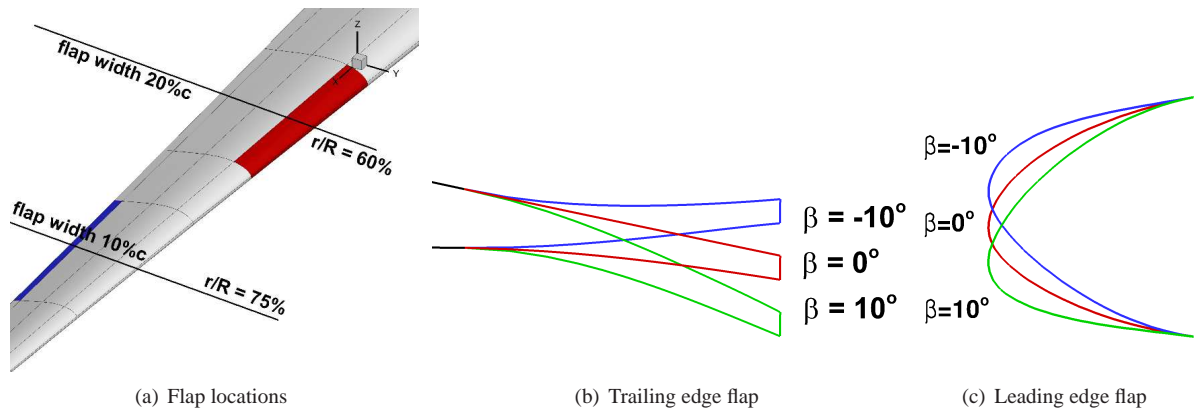 flap width 20%c
r/R = 60%
flap width 10%c
r/R = 75%
Z
Y
X
(a) Flap locations
β = -10°
β = 0°
β = 10°
(b) Trailing edge flap
β=-10°
β=0°
β=10°
(c) Leading edge flap